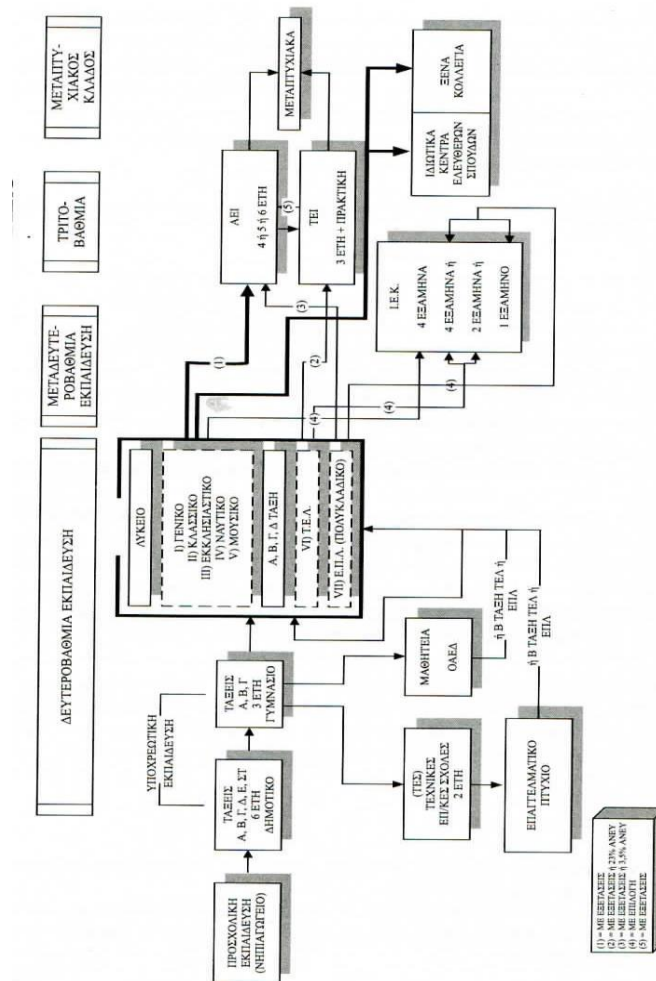 ΔΕΥΤΕΡΟΒΑΘΜΙΑ ΕΚΠΑΙΔΕΥΣΗ
ΜΕΤΑΔΕΥΤΕ-
ΡΟΒΑΘΜΙΑ
ΕΚΠΑΙΔΕΥΣΗ
ΤΡΙΤΟ-
ΒΑΘΜΙΑ
ΜΕΤΑΠΤΥ-
ΧΙΑΚΟΣ
ΚΛΑΔΟΣ
ΥΠΟΧΡΕΩΤΙΚΗ
ΕΚΠΑΙΔΕΥΣΗ
ΠΡΟΣΧΟΛΙΚΗ
ΕΚΠΑΙΔΕΥΣΗ
(ΝΗΠΙΑΓΩΓΕΙΟ)
ΤΑΞΕΙΣ
Α, Β, Γ, Δ, Ε, ΣΤ
6 ΕΤΗ
ΔΗΜΟΤΙΚΟ
ΤΑΞΕΙΣ
Α, Β, Γ
3 ΕΤΗ
ΓΥΜΝΑΣΙΟ
ΛΥΚΕΙΟ
Ι) ΓΕΝΙΚΟ
ΙΙ) ΚΛΑΣΣΙΚΟ
ΙΙΙ) ΕΚΚΛΗΣΙΑΣΤΙΚΟ
IV) ΝΑΥΤΙΚΟ
V) ΜΟΥΣΙΚΟ
Α, Β, Γ, Δ ΤΑΞΗ
VI) Τ.Ε.Λ.
VII) Ε.Π.Λ. (ΠΟΛΥΚΛΑΔΙΚΟ)
(1)
(3)
(2)
(4)
(4)
(4)
ΑΕΙ
4 ή 5 ή 6 ΕΤΗ
(5)
ΤΕΙ
3 ΕΤΗ + ΠΡΑΚΤΙΚΗ
ΜΕΤΑΠΤΥΧΙΑΚΑ
Ι.Ε.Κ.
4 ΕΞΑΜΗΝΑ
4 ΕΞΑΜΗΝΑ ή
2 ΕΞΑΜΗΝΑ ή
1 ΕΞΑΜΗΝΟ
ΙΔΙΩΤΙΚΑ
ΚΕΝΤΡΑ
ΕΛΕΥΘΕΡΩΝ
ΣΠΟΥΔΩΝ
ΞΕΝΑ
ΚΟΛΛΕΓΙΑ
(ΤΕΣ)
ΤΕΧΝΙΚΕΣ
ΕΠ/ΚΕΣ ΣΧΟΛΕΣ
2 ΕΤΗ
ΜΑΘΗΤΕΙΑ
ΟΑΕΔ
ή Β ΤΑΞΗ ΤΕΛ ή
ΕΠΛ
ΕΠΑΓΓΕΛΜΑΤΙΚΟ
ΠΤΥΧΙΟ
ή Β ΤΑΞΗ ΤΕΛ ή
ΕΠΛ
(1) = ΜΕ ΕΞΕΤΑΣΕΙΣ
(2) = ΜΕ ΕΞΕΤΑΣΕΙΣ ή 23% ΑΝΕΥ
(3) = ΜΕ ΕΞΕΤΑΣΕΙΣ ή 3,5% ΑΝΕΥ
(4) = ΜΕ ΕΠΙΛΟΓΗ
(5) = ΜΕ ΕΞΕΤΑΣΕΙΣ